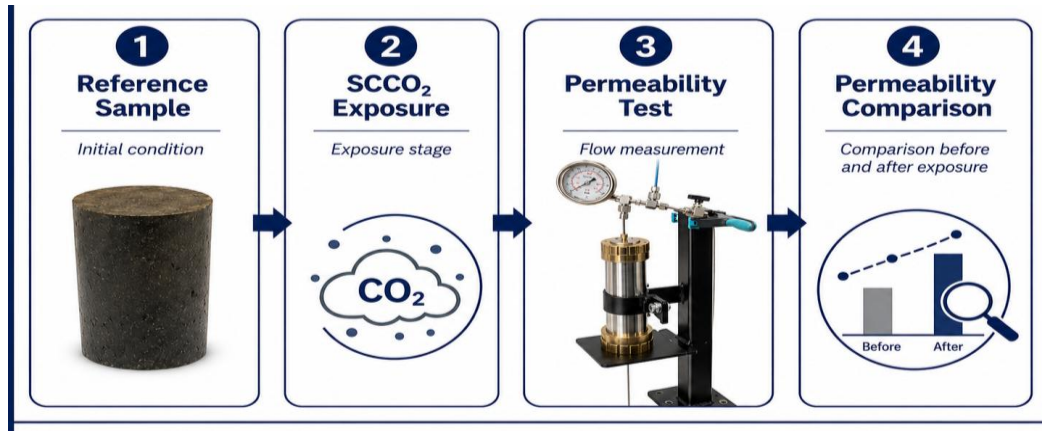 1
Reference
Sample
Initial condition
2
SCCO₂
Exposure
Exposure stage
CO₂
3
Permeability
Test
Flow measurement
4
Permeability
Comparison
Comparison before
and after exposure
Before
After